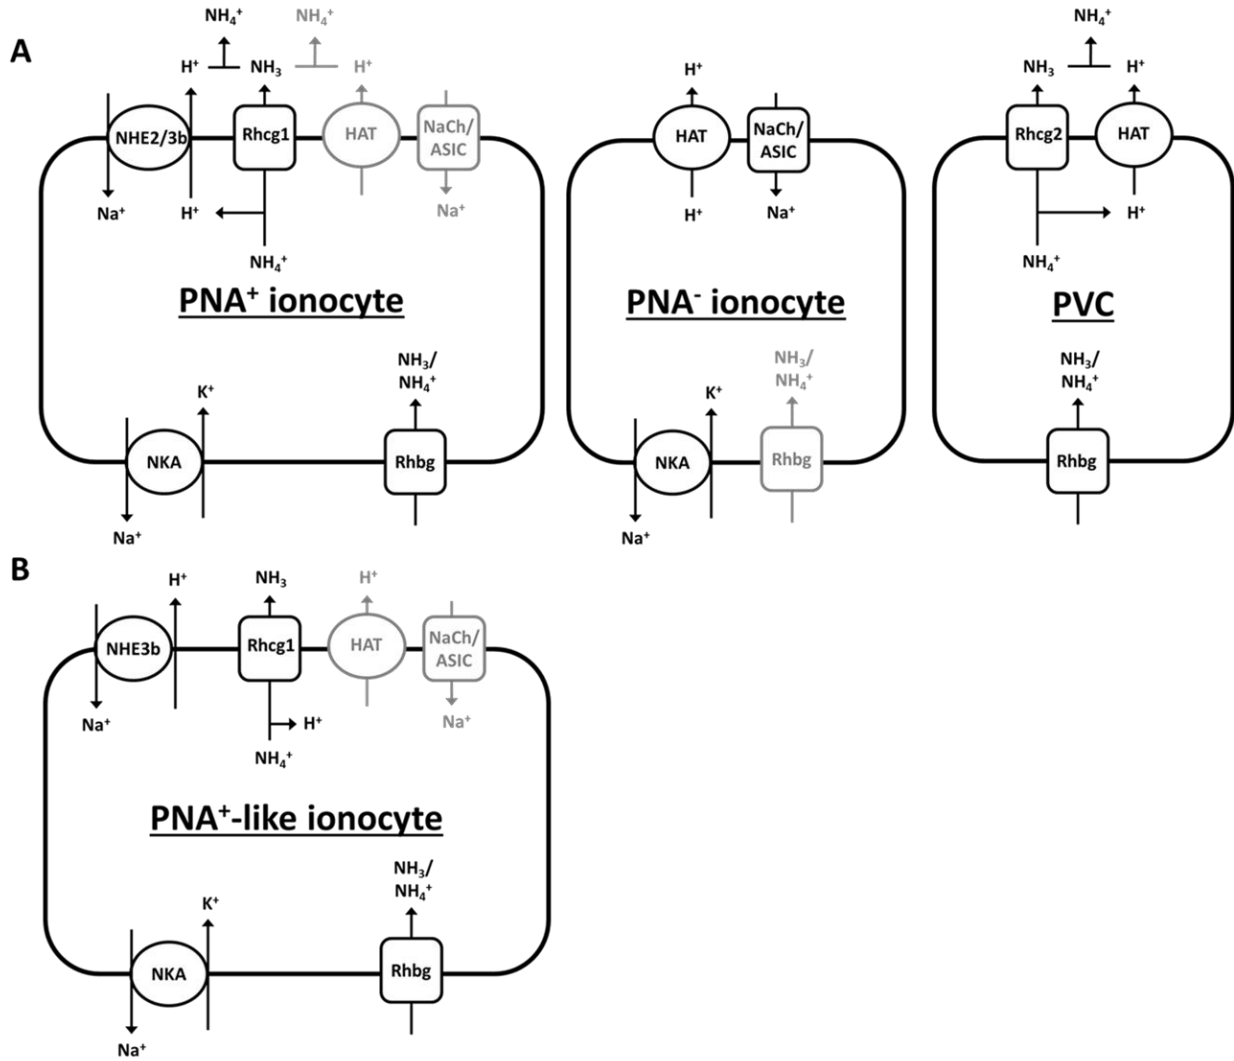 A
NH₄⁺
NH₄⁺
H⁺
NH₃
H⁺
NHE2/3b
Rhcg1
HAT
NaCh/
ASIC
Na⁺
H⁺
Na⁺
NH₄⁺
PNA⁺ ionocyte
NH₃/
NH₄⁺
K⁺
NKA
Rhbg
Na⁺
H⁺
HAT
NaCh/
ASIC
H⁺
Na⁺
PNA⁻ ionocyte
NH₃/
NH₄⁺
K⁺
NKA
Rhbg
Na⁺
NH₄⁺
NH₃
H⁺
Rhcg2
HAT
H⁺
NH₄⁺
PVC
NH₃/
NH₄⁺
Rhbg
B
H⁺
NH₃
H⁺
NHE3b
Rhcg1
HAT
NaCh/
ASIC
Na⁺
H⁺
Na⁺
NH₄⁺
PNA⁺-like ionocyte
NH₃/
NH₄⁺
K⁺
NKA
Rhbg
Na⁺